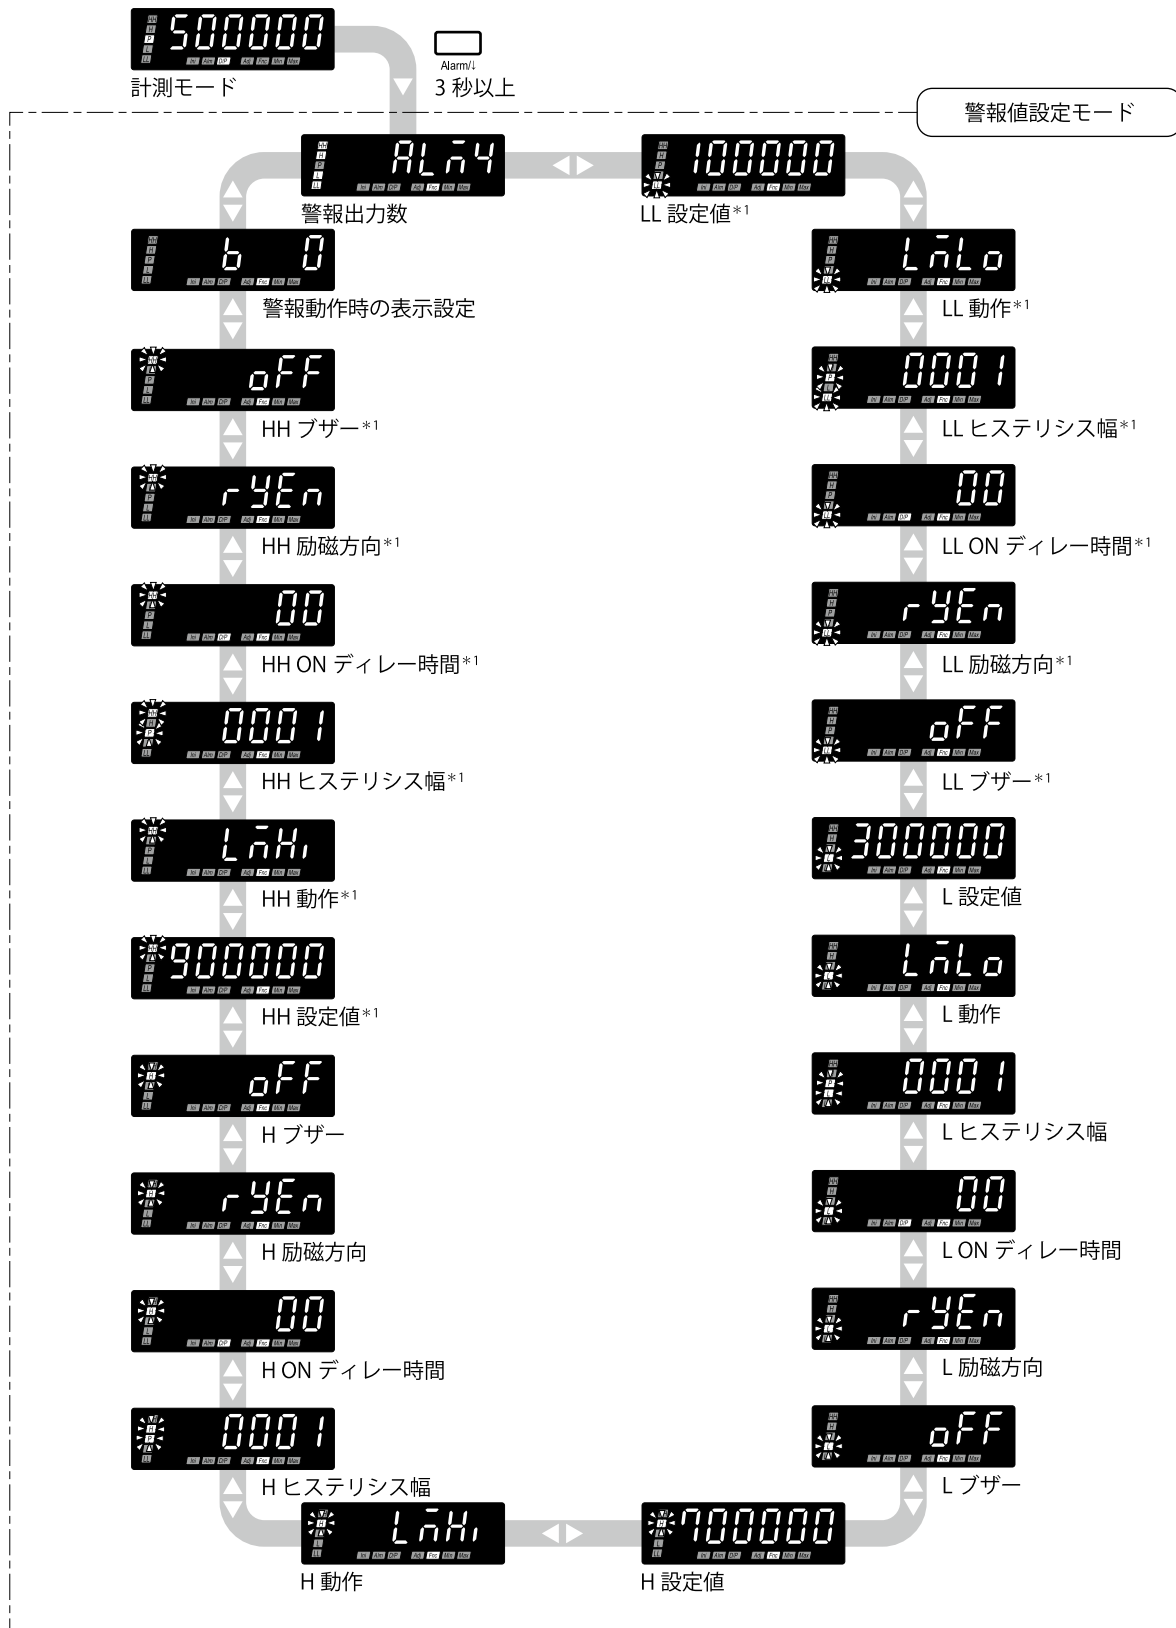 500000
計測モード
Alarm/↓
3 秒以上
警報値設定モード
ALM4
警報出力数
100000
LL 設定値*1
b 0
警報動作時の表示設定
LMLo
LL 動作*1
oFF
HH ブザー*1
0001
LL ヒステリシス幅*1
rYEn
HH 励磁方向*1
00
LL ON ディレー時間*1
00
HH ON ディレー時間*1
rYEn
LL 励磁方向*1
0001
HH ヒステリシス幅*1
oFF
LL ブザー*1
LMHi
HH 動作*1
300000
L 設定値
900000
HH 設定値*1
LMLo
L 動作
oFF
H ブザー
0001
L ヒステリシス幅
rYEn
H 励磁方向
00
L ON ディレー時間
00
H ON ディレー時間
rYEn
L 励磁方向
0001
H ヒステリシス幅
oFF
L ブザー
LMHi
H 動作
700000
H 設定値